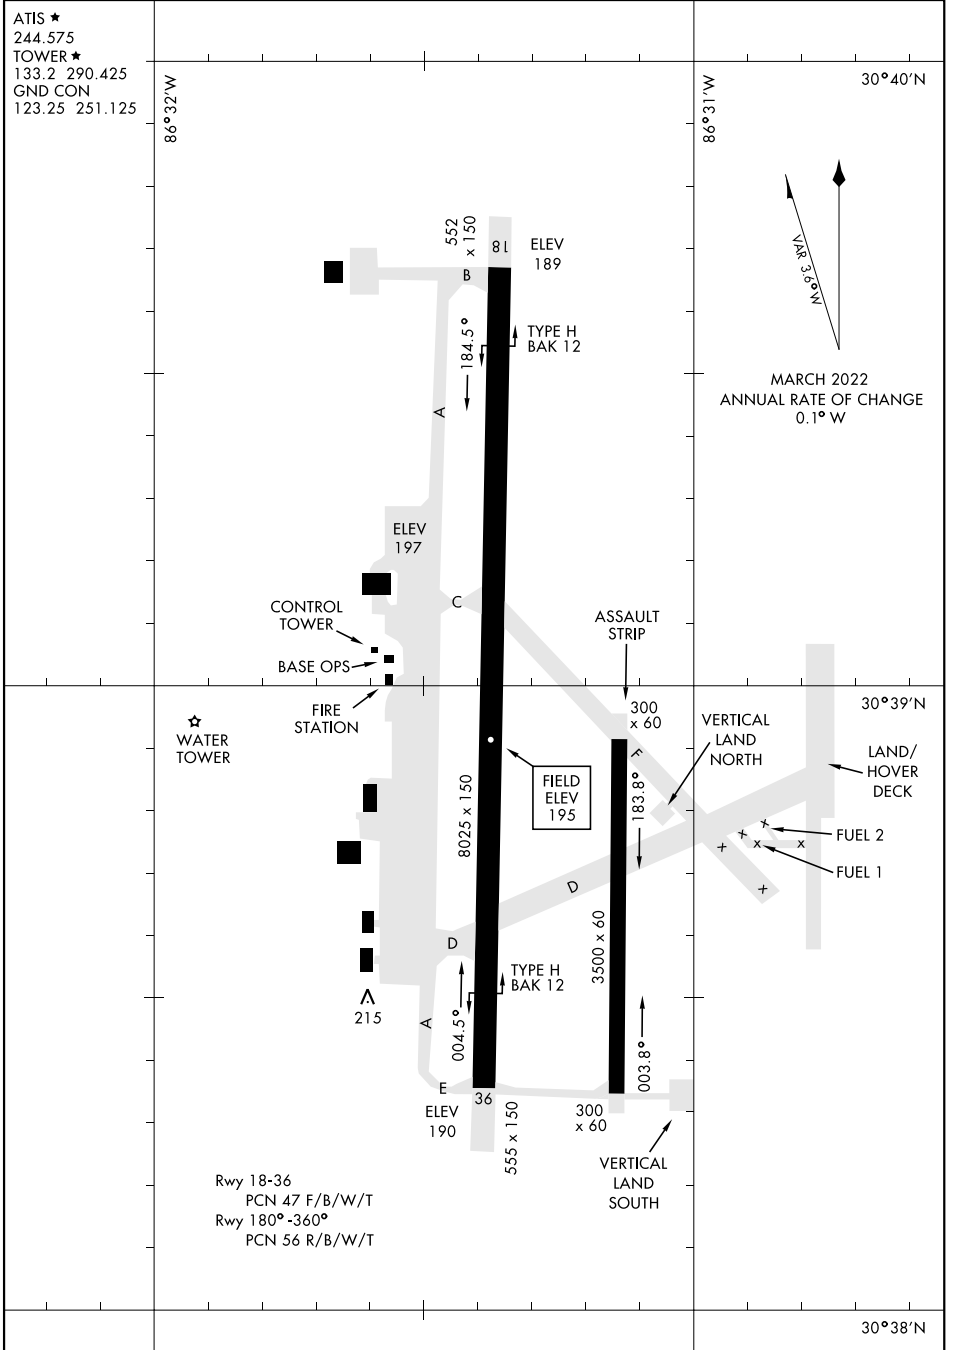 ATIS ★
244.575
TOWER ★
133.2 290.425
GND CON
123.25 251.125
86°32'W
86°31'W
30°40'N
VAR 3.6°W
MARCH 2022
ANNUAL RATE OF CHANGE
0.1° W
552
x 150
18
ELEV
189
B
184.5°
TYPE H
BAK 12
A
ELEV
197
C
CONTROL
TOWER
BASE OPS
FIRE
STATION
ASSAULT
STRIP
30°39'N
WATER
TOWER
300
x 60
VERTICAL
LAND
NORTH
LAND/
HOVER
DECK
F
FIELD
ELEV
195
183.8°
8025 x 150
x
x
x
x
x
x
FUEL 2
FUEL 1
D
D
3500 x 60
TYPE H
BAK 12
215
A
004.5°
003.8°
E
36
ELEV
190
555 x 150
300
x 60
VERTICAL
LAND
SOUTH
Rwy 18-36
PCN 47 F/B/W/T
Rwy 180°-360°
PCN 56 R/B/W/T
30°38'N